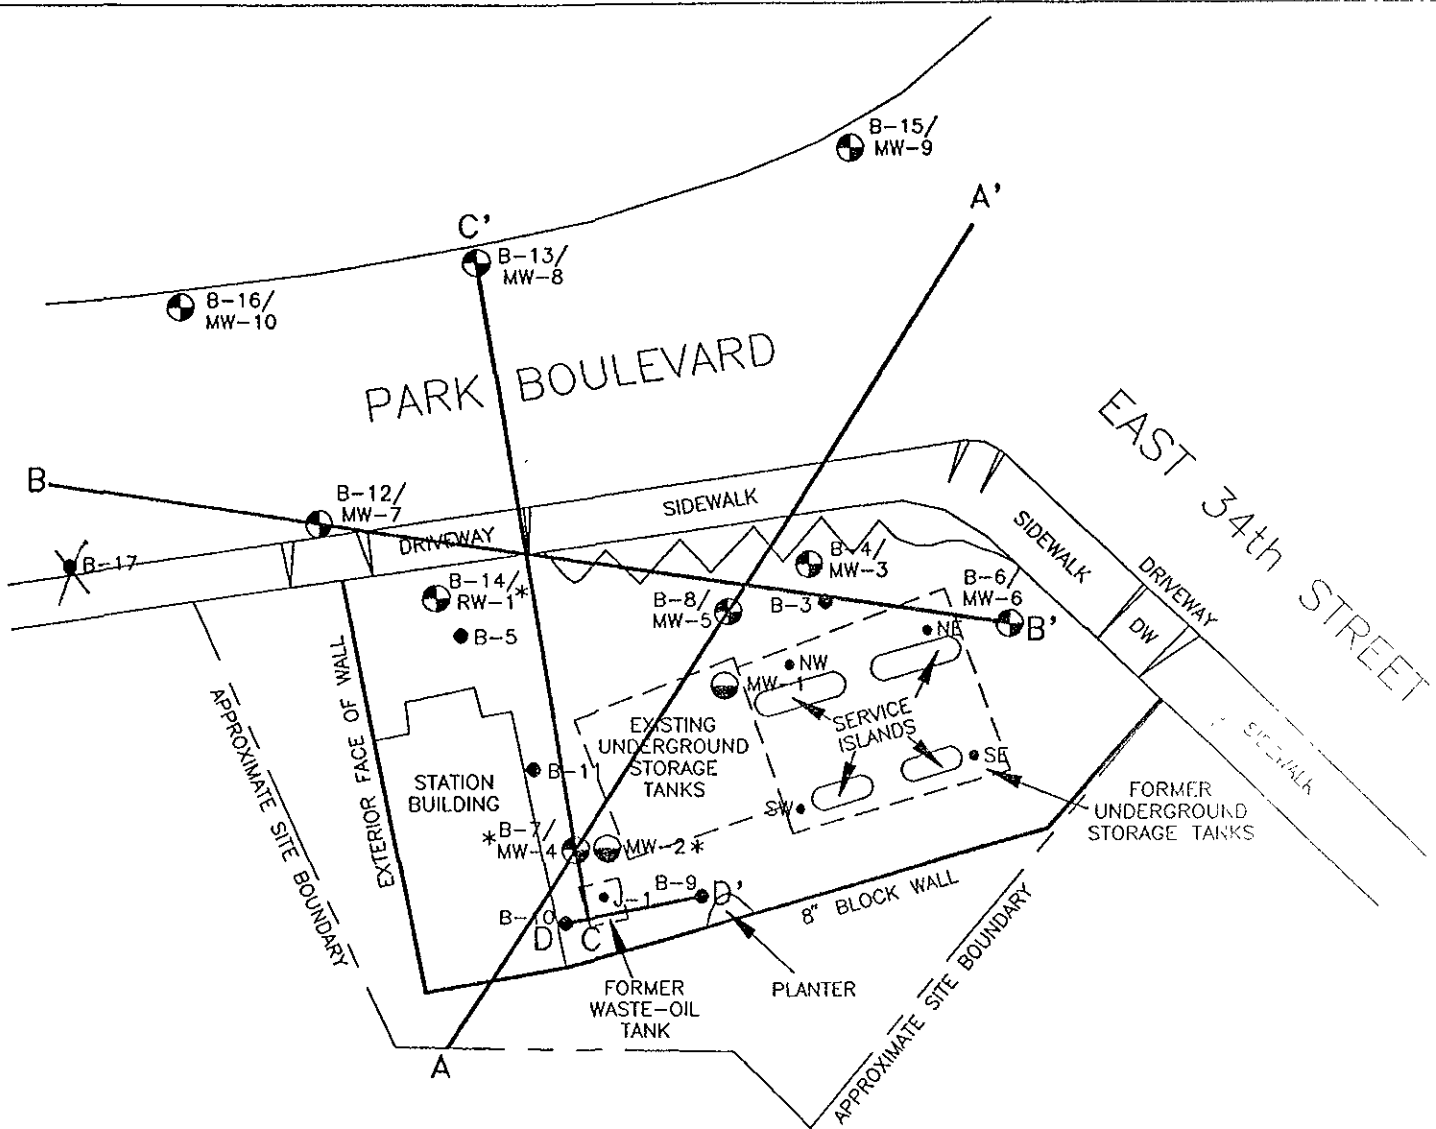 B-15/
MW-9
A'
C'
B-13/
MW-8
B-16/
MW-10
PARK BOULEVARD
EAST 34th STREET
B
B-12/
MW-7
SIDEWALK
DRIVEWAY
SIDEWALK
DRIVEWAY
DW
SIDEWALK
B-17
B-14/
RW-1*
B-5
B-4/
MW-3
B-8/
MW-5
B-3
B-6/
MW-6
B'
NE
NW
MW-1
SERVICE
ISLANDS
EXISTING
UNDERGROUND
STORAGE
TANKS
APPROXIMATE SITE BOUNDARY
EXTERIOR FACE OF WALL
STATION
BUILDING
B-11
SE
SW
FORMER
UNDERGROUND
STORAGE TANKS
*B-7/
MW-4
MW-2*
B-9
J-1
D'
B-10
D
C
8" BLOCK WALL
FORMER
WASTE-OIL
TANK
PLANTER
APPROXIMATE SITE BOUNDARY
A